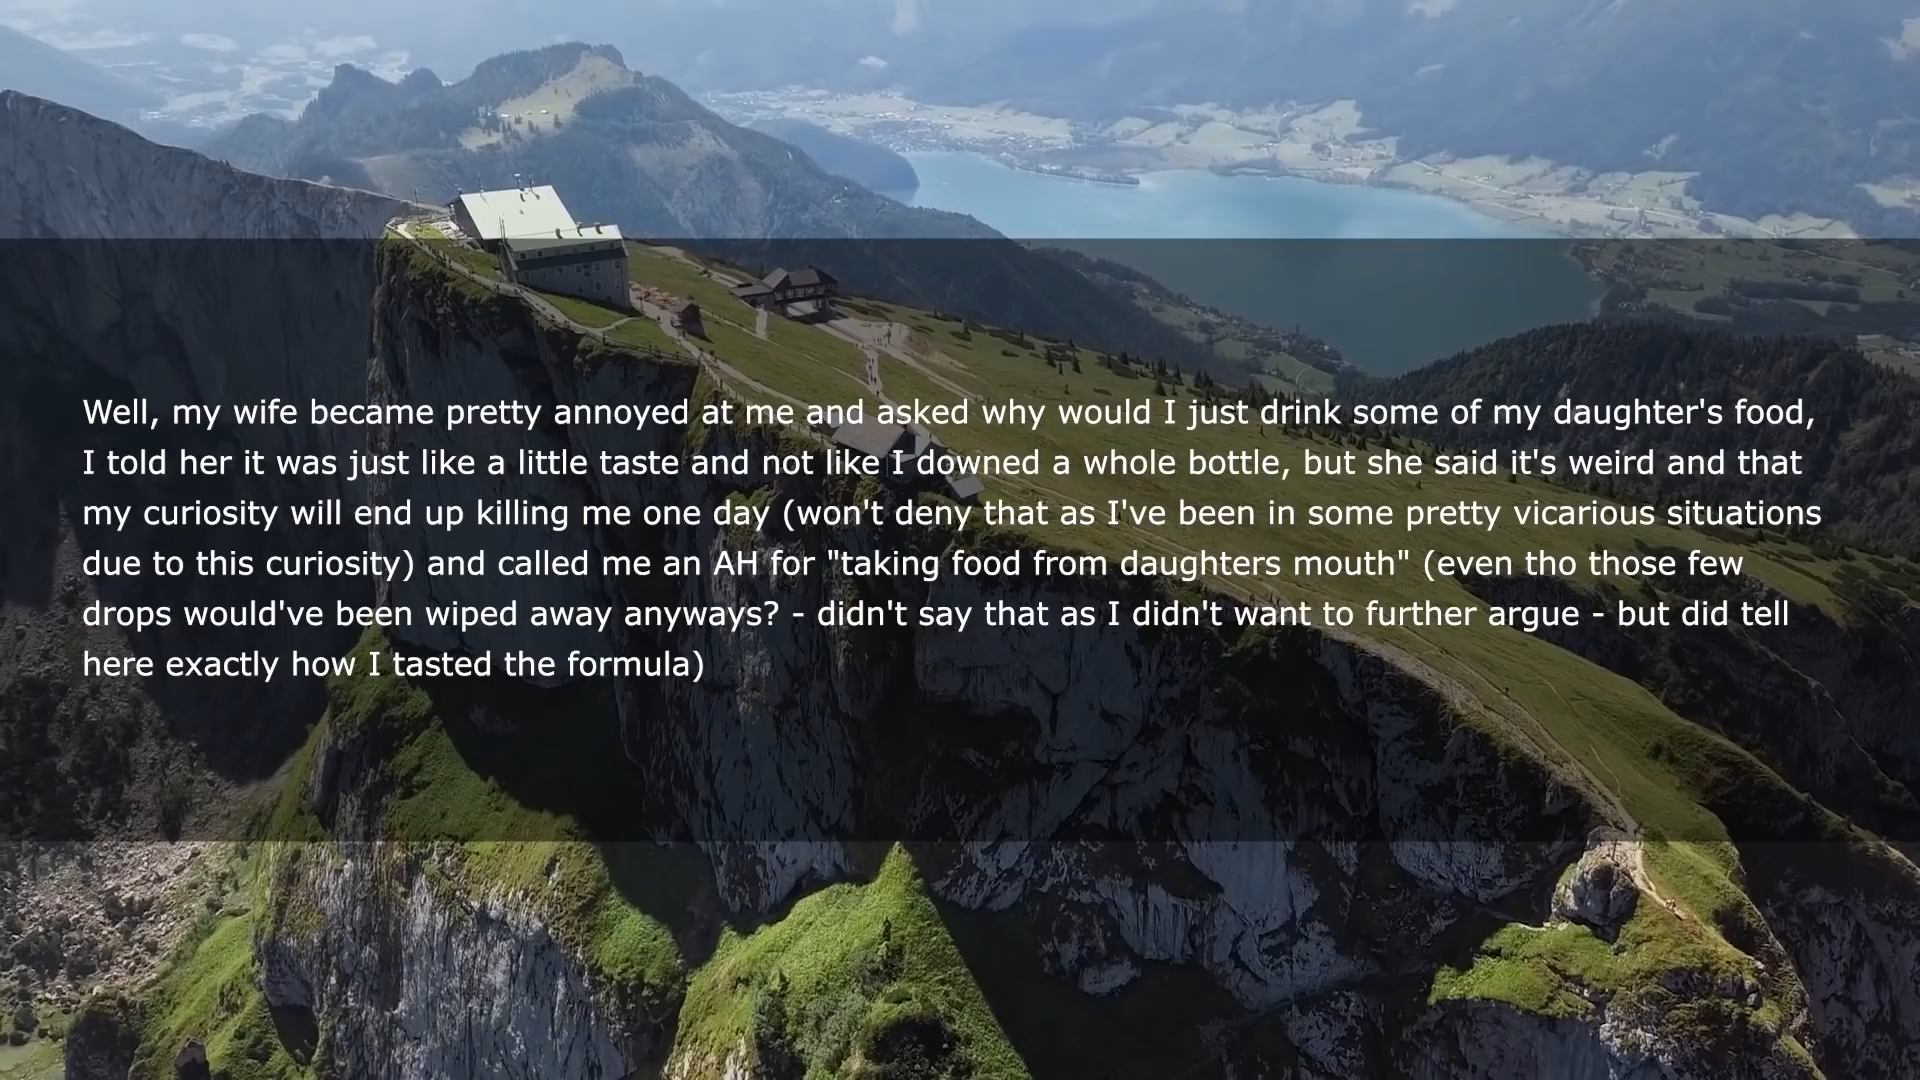 Well, my wife became pretty annoyed at me and asked why would I just drink some of my daughter's food,
I told her it was just like a little taste and not like I downed a whole bottle, but she said it's weird and that
my curiosity will end up killing me one day (won't deny that as I've been in some pretty vicarious situations
due to this curiosity) and called me an AH for "taking food from daughters mouth" (even tho those few
drops would've been wiped away anyways? - didn't say that as I didn't want to further argue - but did tell
here exactly how I tasted the formula)